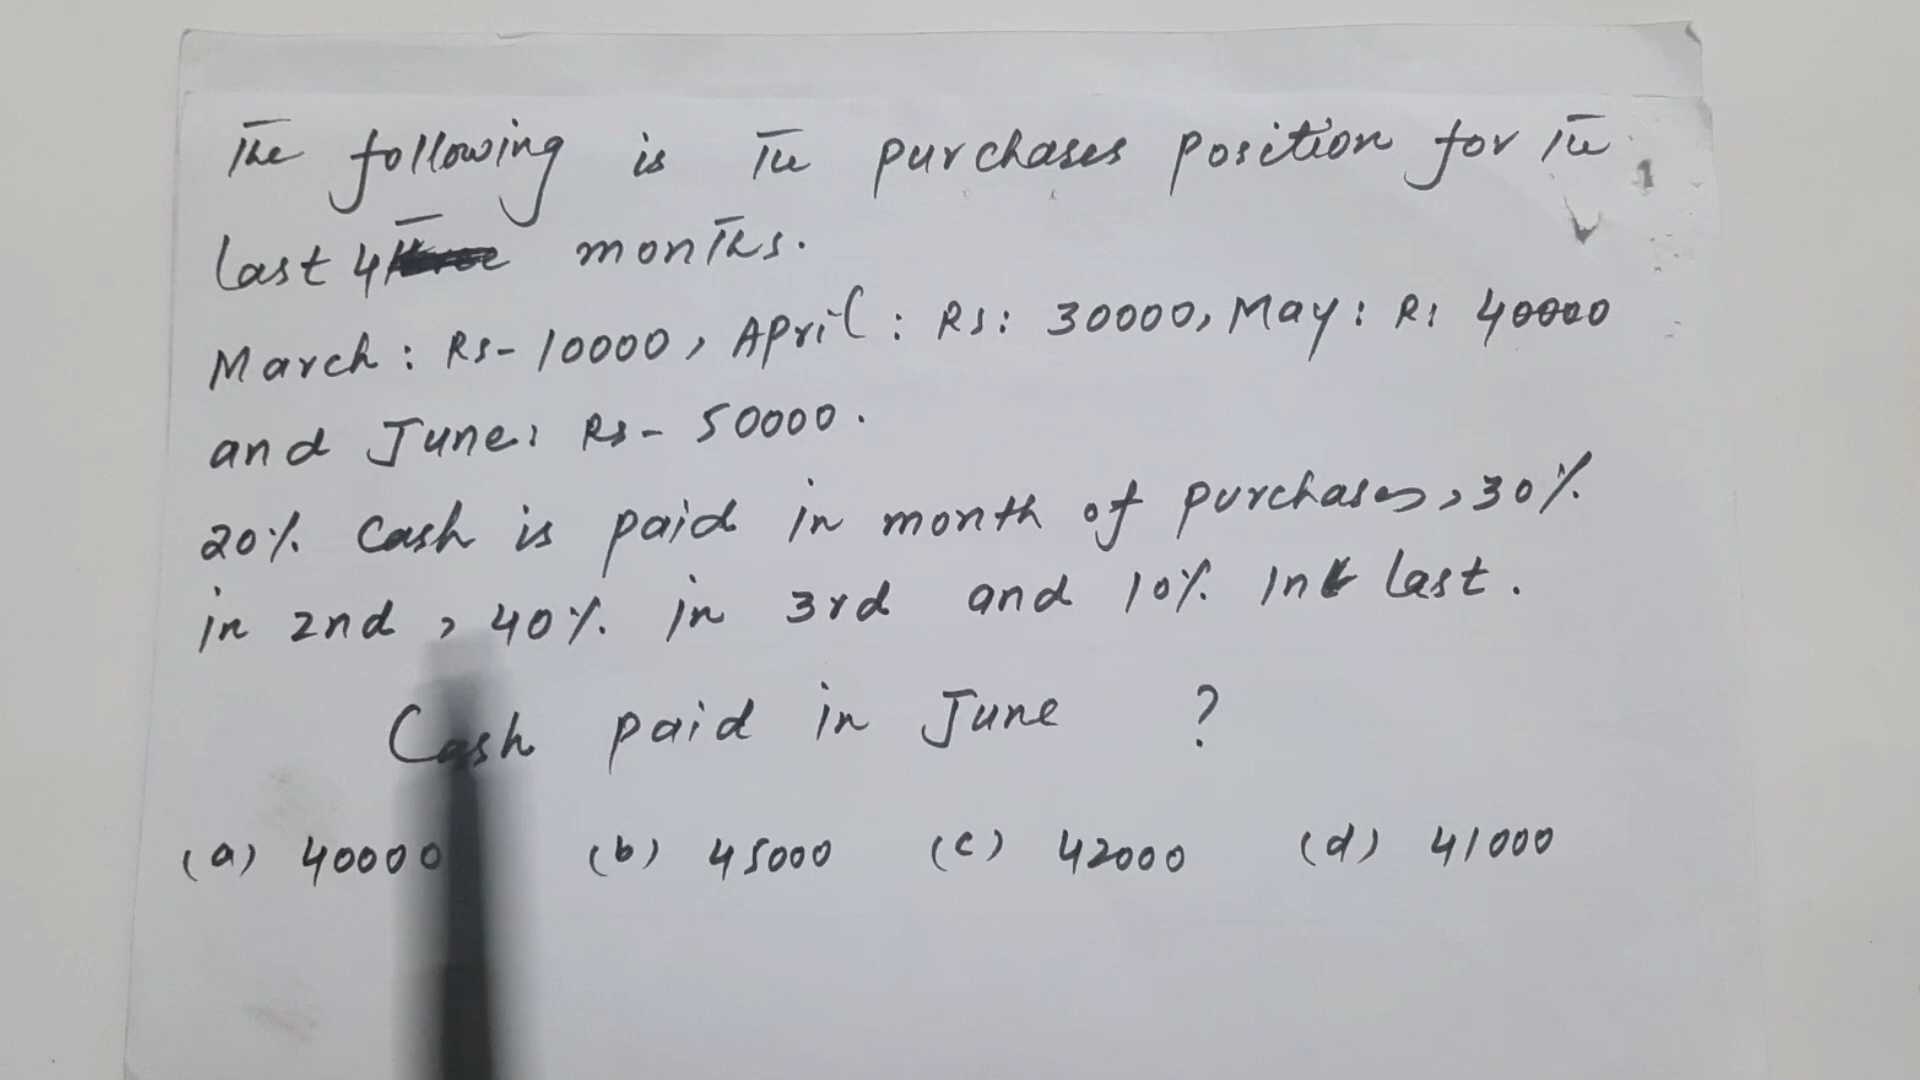 The following is the purchases position for the
last 4 months.
March : Rs- 10000, April : Rs: 30000, May : Rs 40000
and June: Rs- 50000.
20% Cash is paid in month of purchases, 30%
in 2nd, 40% in 3rd and 10% in last.
Cash paid in June ?
(a) 40000 (b) 45000 (c) 42000 (d) 41000